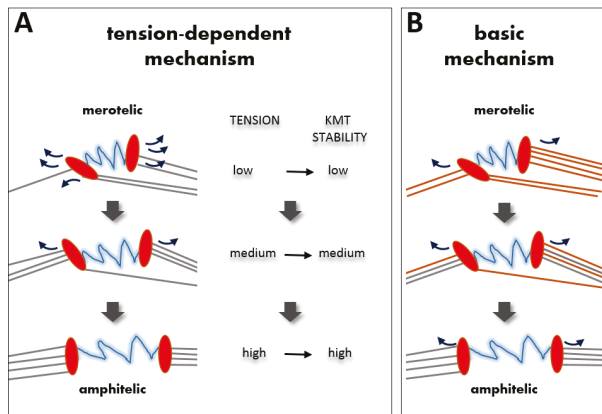 A
tension-dependent
mechanism
merotelic
TENSION
KMT
STABILITY
low
low
medium
medium
high
high
amphitelic
B
basic
mechanism
merotelic
amphitelic